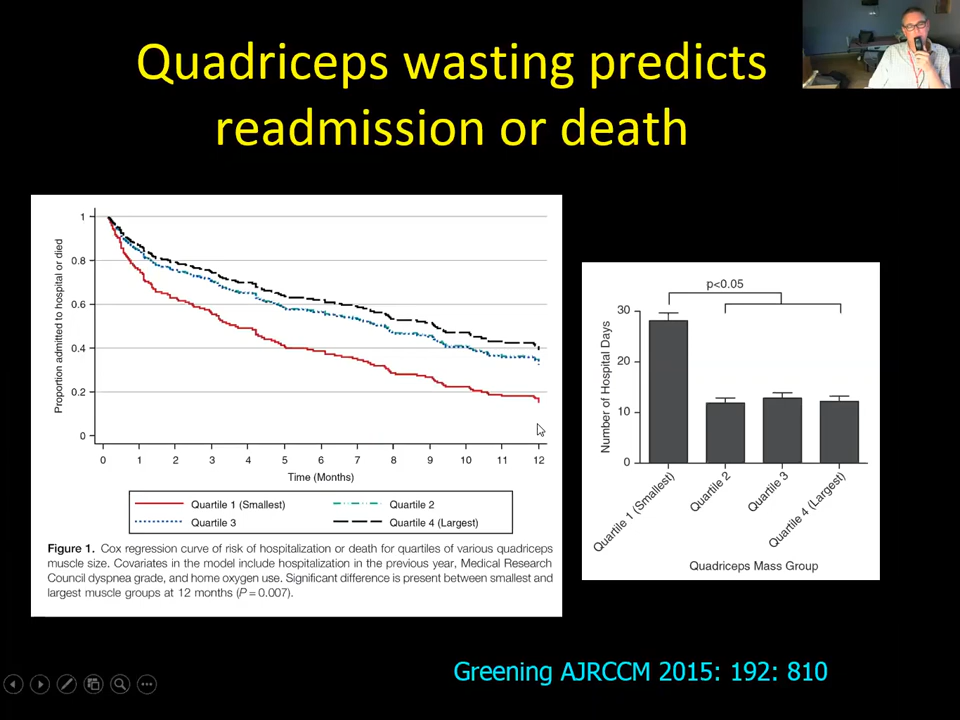 Quadriceps wasting predicts
readmission or death
Proportion admitted to hospital or died
1
0.8
0.6
0.4
0.2
0
0 1 2 3 4 5 6 7 8 9 10 11 12
Time (Months)
Quartile 1 (Smallest) Quartile 2
Quartile 3 Quartile 4 (Largest)
Figure 1. Cox regression curve of risk of hospitalization or death for quartiles of various quadriceps
muscle size. Covariates in the model include hospitalization in the previous year, Medical Research
Council dyspnea grade, and home oxygen use. Significant difference is present between smallest and
largest muscle groups at 12 months (P = 0.007).
p<0.05
Number of Hospital Days
30
20
10
0
Quartile 1 (Smallest)
Quartile 2
Quartile 3
Quartile 4 (Largest)
Quadriceps Mass Group
Greening AJRCCM 2015: 192: 810